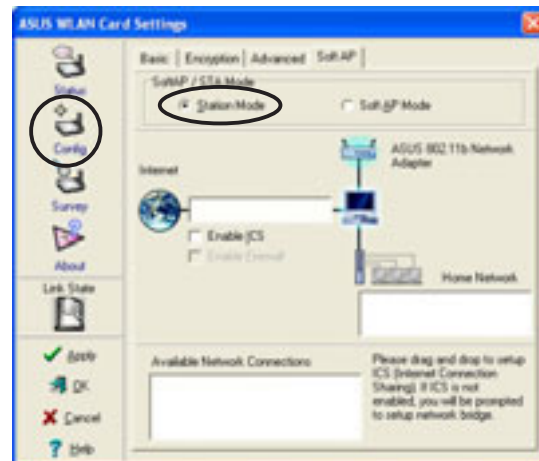 ASUS WLAN Card Settings
Status
Config
Survey
About
Link State
Apply
OK
Cancel
Help
Basic | Encryption | Advanced | Soft AP
SoftAP / STA Mode
Station Mode
Soft AP Mode
ASUS 802.11b Network
Adapter
Internet
Enable ICS
Enable Firewall
Home Network
Available Network Connections
Please drag and drop to setup
ICS (Internet Connection
Sharing). If ICS is not
enabled, you will be prompted
to setup network bridge.